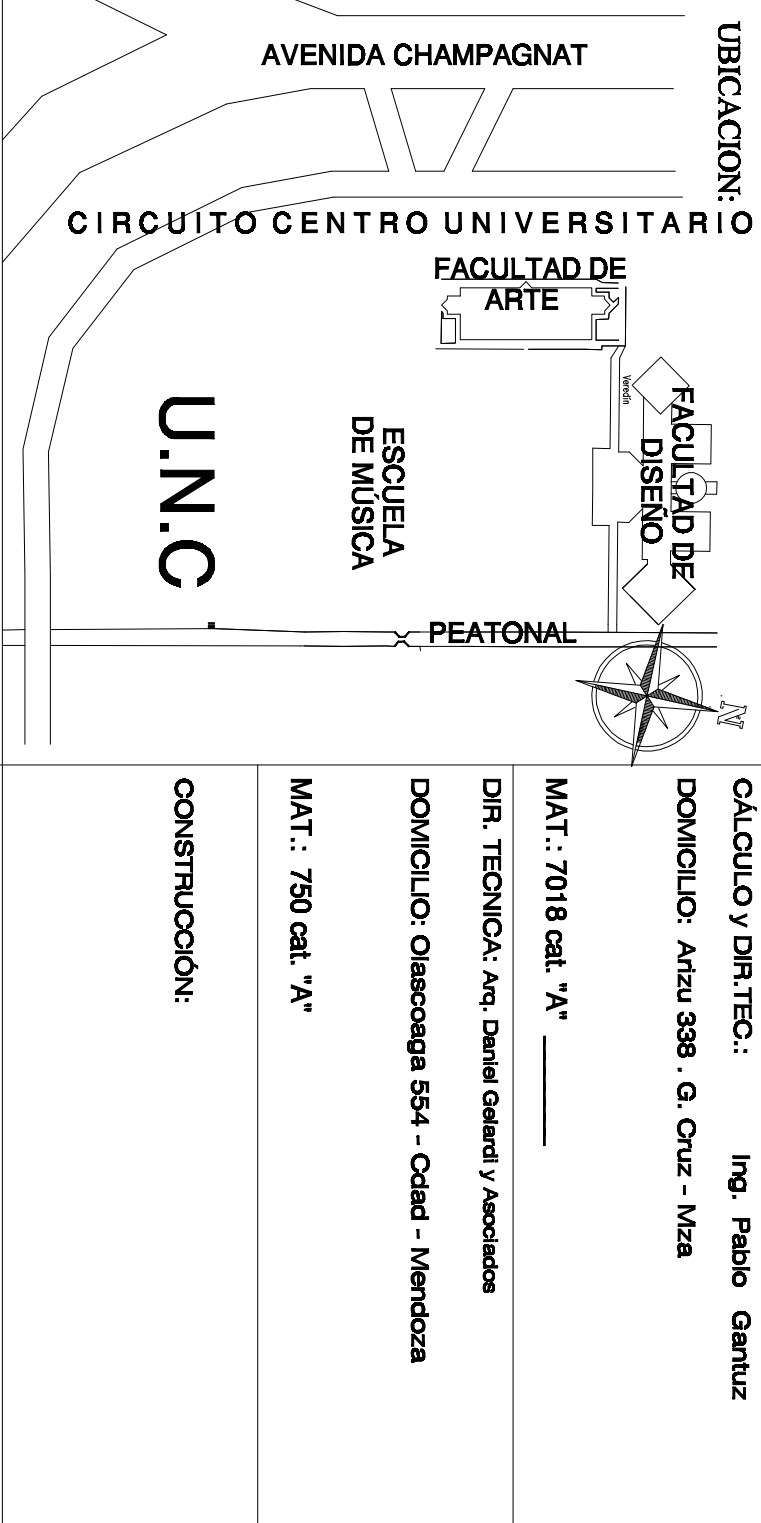 UBICACION:
AVENIDA CHAMPAGNAT
CIRCUITO CENTRO UNIVERSITARIO
FACULTAD DE
ARTE
Veredín
FACULTAD DE
DISEÑO
ESCUELA
DE MÚSICA
U.N.C.
PEATONAL
N
CÁLCULO y DIR.TEC.: Ing. Pablo Gantuz
DOMICILIO: Arizu 338 . G. Cruz - Mza
MAT.: 7018 cat. "A"
DIR. TECNICA: Arq. Daniel Gelardi y Asociados
DOMICILIO: Olascoaga 554 - Cdad - Mendoza
MAT.: 750 cat. "A"
CONSTRUCCIÓN: